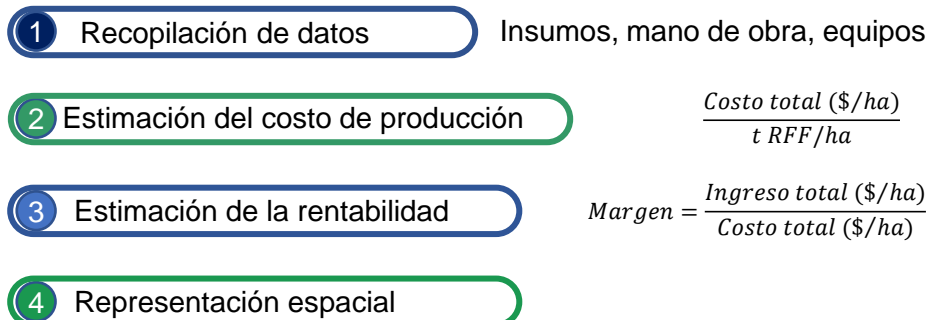 1 Recopilación de datos Insumos, mano de obra, equipos
2 Estimación del costo de producción
Costo total ($/ha)
t RFF/ha
3 Estimación de la rentabilidad
Margen = Ingreso total ($/ha)
Costo total ($/ha)
4 Representación espacial